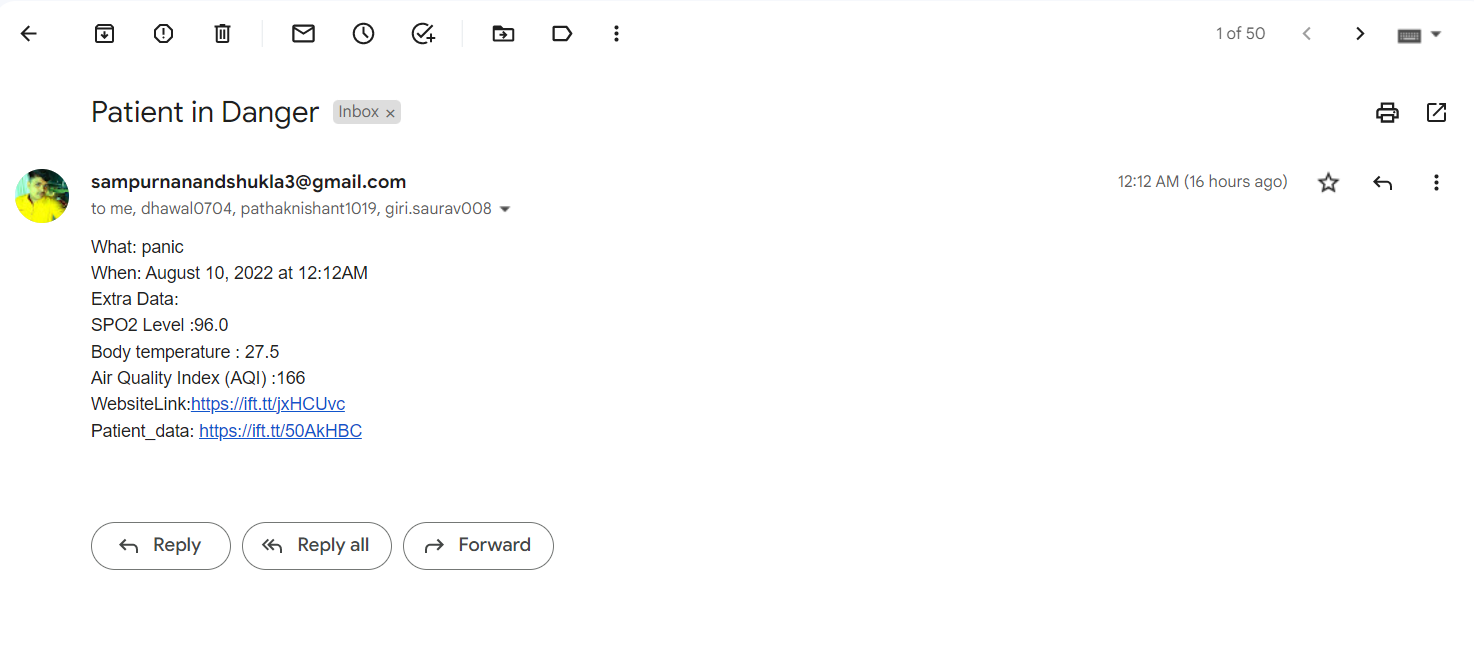 1 of 50
Patient in Danger Inbox ×
sampurnanandshukla3@gmail.com 12:12 AM (16 hours ago)
to me, dhawal0704, pathaknishant1019, giri.saurav008
What: panic
When: August 10, 2022 at 12:12AM
Extra Data:
SPO2 Level :96.0
Body temperature : 27.5
Air Quality Index (AQI) :166
WebsiteLink:https://ift.tt/jxHCUvc
Patient_data: https://ift.tt/50AkHBC
Reply Reply all Forward